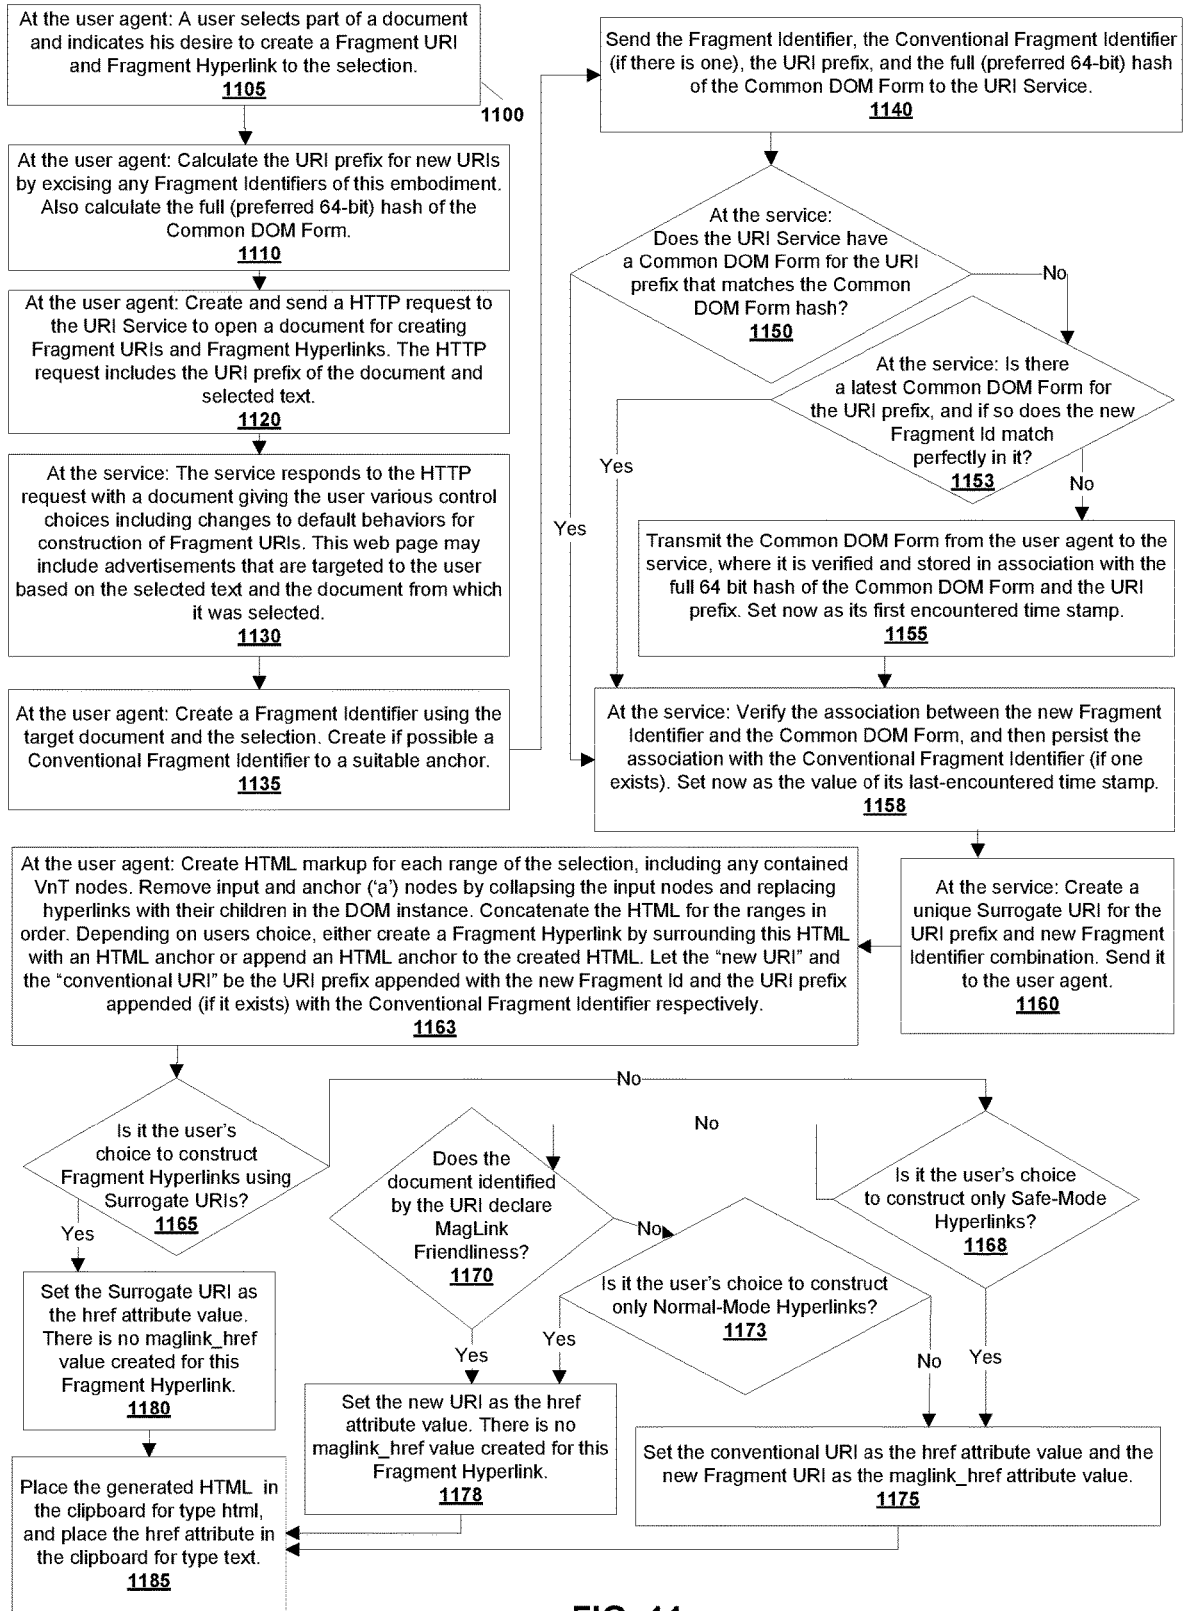 At the user agent: A user selects part of a document
and indicates his desire to create a Fragment URI
and Fragment Hyperlink to the selection.
1105
1100
At the user agent: Calculate the URI prefix for new URIs
by excising any Fragment Identifiers of this embodiment.
Also calculate the full (preferred 64-bit) hash of the
Common DOM Form.
1110
At the user agent: Create and send a HTTP request to
the URI Service to open a document for creating
Fragment URIs and Fragment Hyperlinks. The HTTP
request includes the URI prefix of the document and
selected text.
1120
At the service: The service responds to the HTTP
request with a document giving the user various control
choices including changes to default behaviors for
construction of Fragment URIs. This web page may
include advertisements that are targeted to the user
based on the selected text and the document from which
it was selected.
1130
At the user agent: Create a Fragment Identifier using the
target document and the selection. Create if possible a
Conventional Fragment Identifier to a suitable anchor.
1135
Send the Fragment Identifier, the Conventional Fragment Identifier
(if there is one), the URI prefix, and the full (preferred 64-bit) hash
of the Common DOM Form to the URI Service.
1140
At the service:
Does the URI Service have
a Common DOM Form for the URI
prefix that matches the Common
DOM Form hash?
1150
No
Yes
At the service: Is there
a latest Common DOM Form for
the URI prefix, and if so does the new
Fragment Id match
perfectly in it?
1153
Yes
No
Transmit the Common DOM Form from the user agent to the
service, where it is verified and stored in association with the
full 64 bit hash of the Common DOM Form and the URI
prefix. Set now as its first encountered time stamp.
1155
At the service: Verify the association between the new Fragment
Identifier and the Common DOM Form, and then persist the
association with the Conventional Fragment Identifier (if one
exists). Set now as the value of its last-encountered time stamp.
1158
At the service: Create a
unique Surrogate URI for the
URI prefix and new Fragment
Identifier combination. Send it
to the user agent.
1160
At the user agent: Create HTML markup for each range of the selection, including any contained
VnT nodes. Remove input and anchor (‘a’) nodes by collapsing the input nodes and replacing
hyperlinks with their children in the DOM instance. Concatenate the HTML for the ranges in
order. Depending on users choice, either create a Fragment Hyperlink by surrounding this HTML
with an HTML anchor or append an HTML anchor to the created HTML. Let the “new URI” and
the “conventional URI” be the URI prefix appended with the new Fragment Id and the URI prefix
appended (if it exists) with the Conventional Fragment Identifier respectively.
1163
Is it the user's
choice to construct
Fragment Hyperlinks using
Surrogate URIs?
1165
No
Yes
Is it the user's choice
to construct only Safe-Mode
Hyperlinks?
1168
No
Yes
Does the
document identified
by the URI declare
MagLink
Friendliness?
1170
No
Yes
Is it the user's choice to construct
only Normal-Mode Hyperlinks?
1173
Yes
No
Set the Surrogate URI as
the href attribute value.
There is no maglink_href
value created for this
Fragment Hyperlink.
1180
Set the new URI as the href
attribute value. There is no
maglink_href value created for this
Fragment Hyperlink.
1178
Set the conventional URI as the href attribute value and the
new Fragment URI as the maglink_href attribute value.
1175
Place the generated HTML in
the clipboard for type html,
and place the href attribute in
the clipboard for type text.
1185